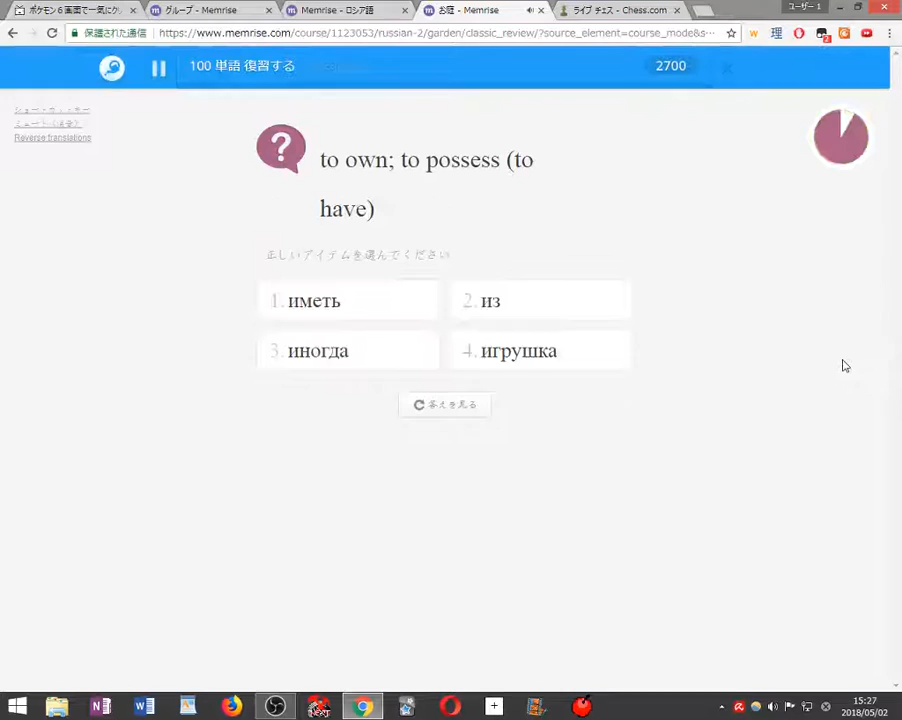 ポケモン6画面で一気にク
グループ - Memrise
Memrise - ロシア語
お庭 - Memrise
ライブ チェス - Chess.com
ユーザー 1
保護された通信
https://www.memrise.com/course/1123053/russian-2/garden/classic_review/?source_element=course_mode&s...
100 単語 復習する
2700
Reverse translations
?
to own; to possess (to
have)
正しいアイテムを選んでください
1. иметь
2. из
3. иногда
4. игрушка
答えを見る
15:27
2018/05/02